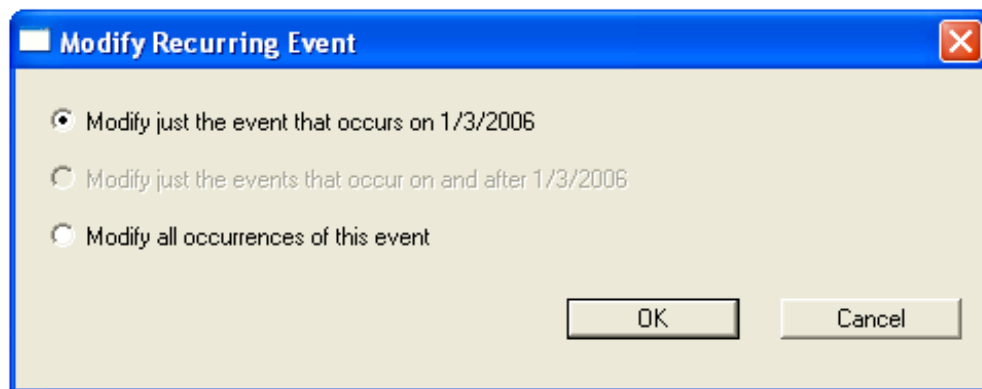 Modify Recurring Event
Modify just the event that occurs on 1/3/2006
Modify just the events that occur on and after 1/3/2006
Modify all occurrences of this event
OK Cancel